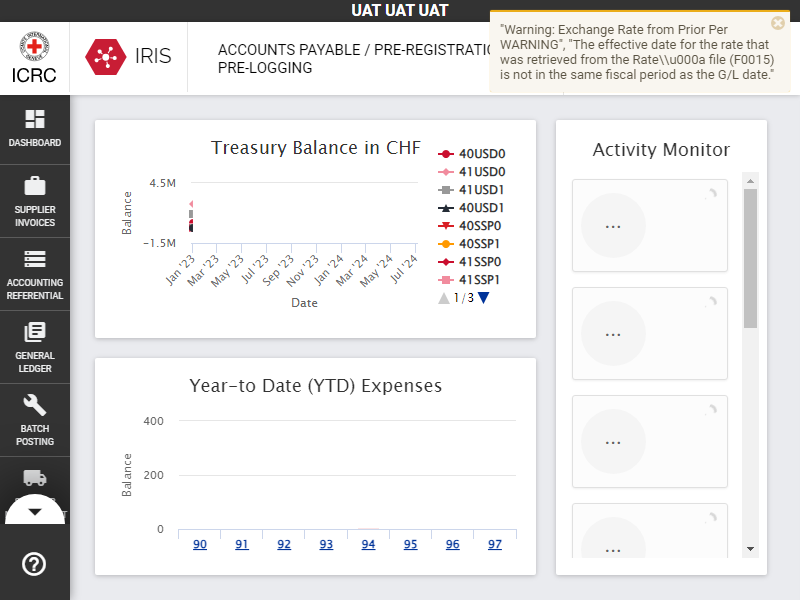 UAT UAT UAT
ICRC
IRIS
ACCOUNTS PAYABLE / PRE-REGISTRATIO
PRE-LOGGING
"Warning: Exchange Rate from Prior Per
WARNING", "The effective date for the rate that
was retrieved from the Rate\\u000a file (F0015)
is not in the same fiscal period as the G/L date."
DASHBOARD
SUPPLIER
INVOICES
ACCOUNTING
REFERENTIAL
GENERAL
LEDGER
BATCH
POSTING
Treasury Balance in CHF
Balance
4.5M
−1.5M
Jan '23
Mar '23
May '23
Jul '23
Sep '23
Nov '23
Jan '24
Mar '24
May '24
Jul '24
Date
40USD0
41USD0
41USD1
40USD1
40SSP0
40SSP1
41SSP0
41SSP1
1/3
Year-to Date (YTD) Expenses
Balance
400
200
0
90 91 92 93 94 95 96 97
Activity Monitor
...
...
...
...